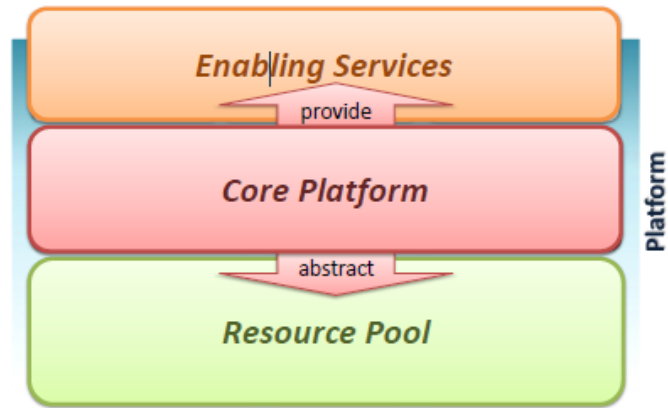 Enabling Services
provide
Core Platform
abstract
Resource Pool
Platform